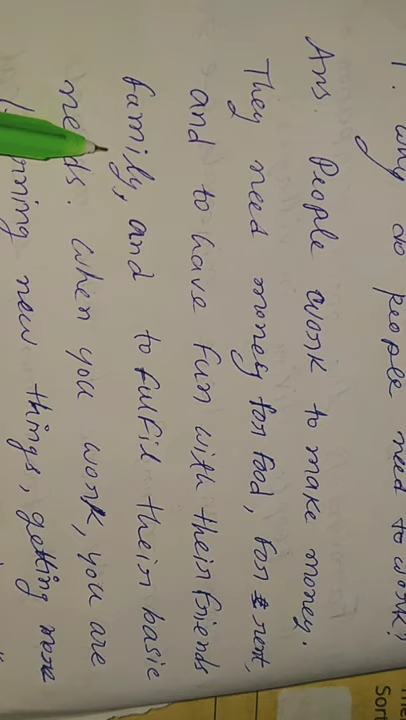 1. Why do people need to work?
Ans. People work to make money.
They need money for food, for rent,
and to have fun with their friends
family, and to fulfil their basic
needs. When you work, you are
new things, getting more
Sort